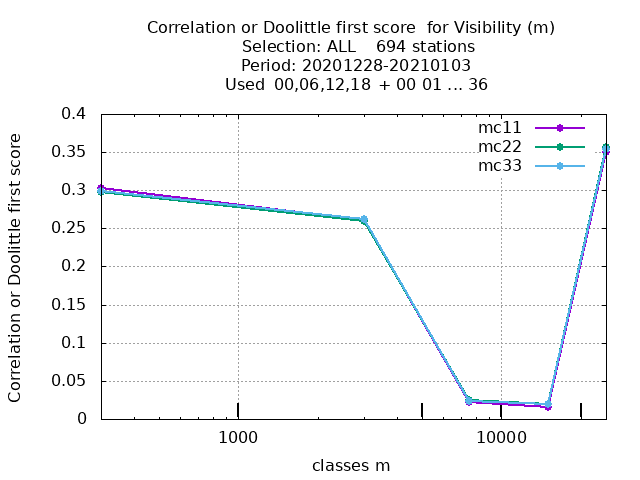 Correlation or Doolittle first score  for Visibility (m)
Selection: ALL    694 stations
Period: 20201228-20210103
Used  00,06,12,18  + 00 01 ... 36
Correlation or Doolittle first score
0.4
0.35
0.3
0.25
0.2
0.15
0.1
0.05
0
mc11
mc22
mc33
1000 10000
classes m